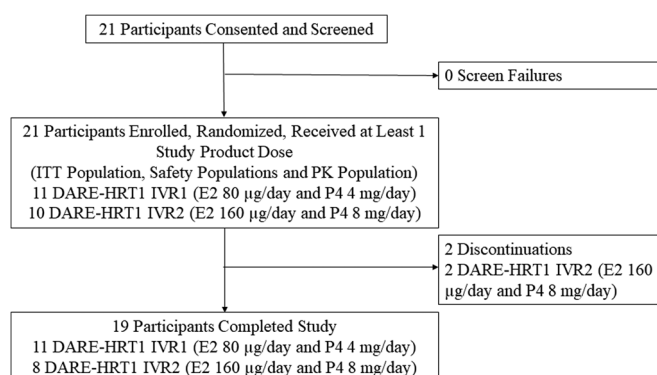 21 Participants Consented and Screened
0 Screen Failures
21 Participants Enrolled, Randomized, Received at Least 1
Study Product Dose
(ITT Population, Safety Populations and PK Population)
11 DARE-HRT1 IVR1 (E2 80 µg/day and P4 4 mg/day)
10 DARE-HRT1 IVR2 (E2 160 µg/day and P4 8 mg/day)
2 Discontinuations
2 DARE-HRT1 IVR2 (E2 160
µg/day and P4 8 mg/day)
19 Participants Completed Study
11 DARE-HRT1 IVR1 (E2 80 µg/day and P4 4 mg/day)
8 DARE-HRT1 IVR2 (E2 160 µg/day and P4 8 mg/day)